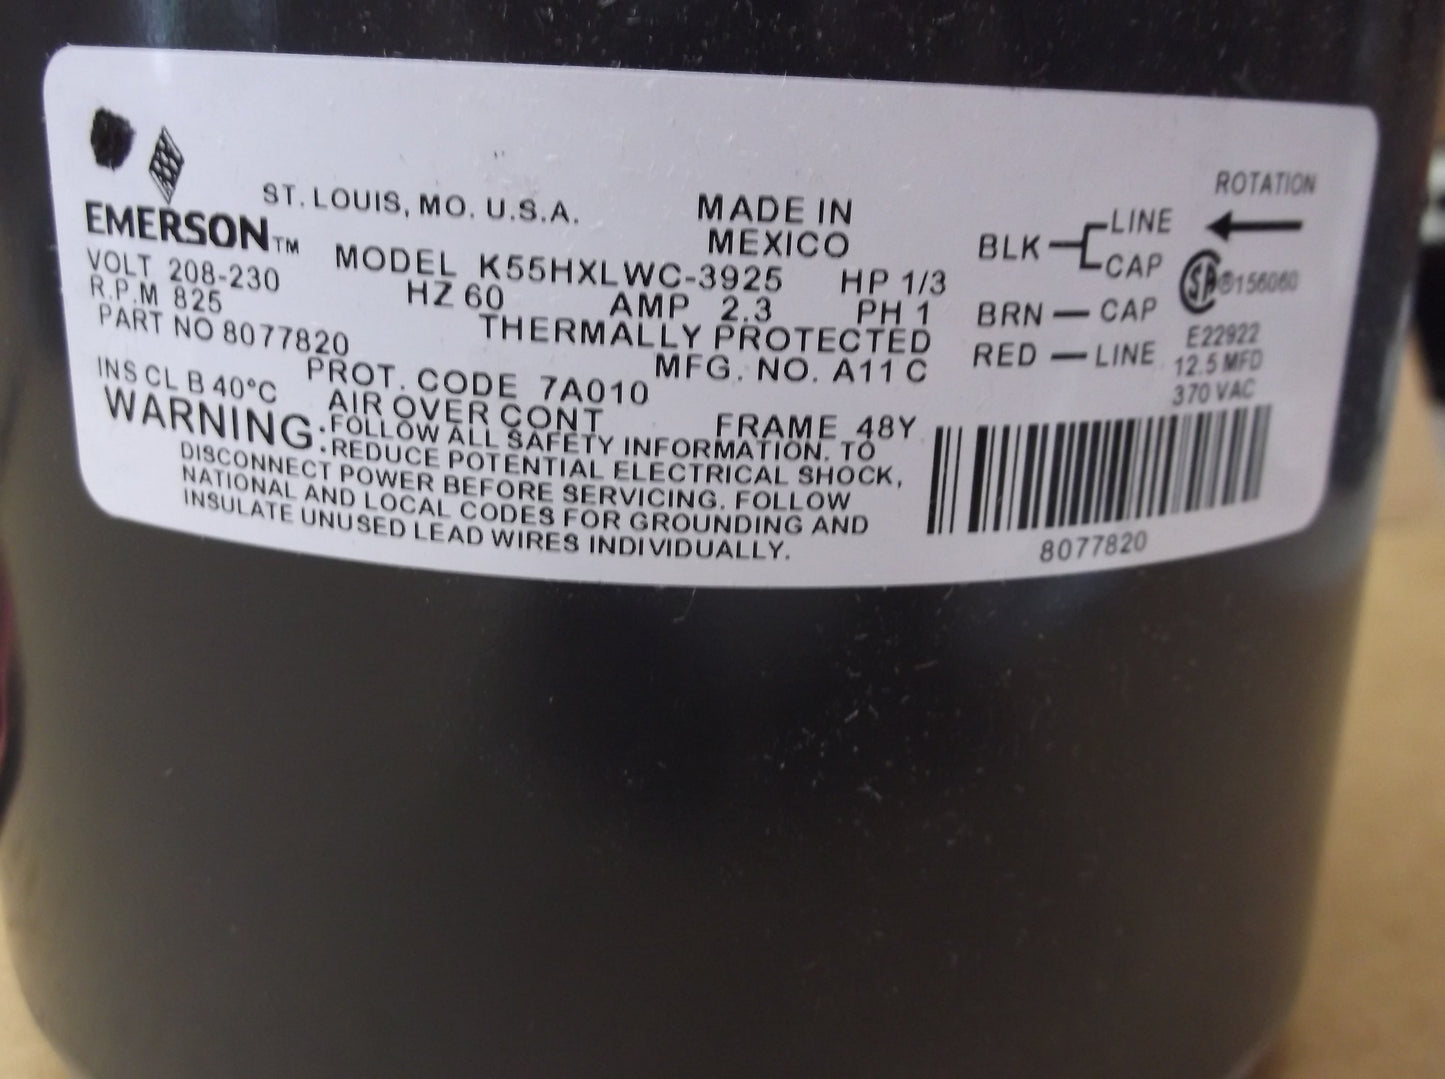 EMERSON™
ST. LOUIS, MO. U.S.A.
MADE IN
MEXICO
VOLT 208-230
MODEL K55HXLWC-3925 HP 1/3
R.P.M 825 HZ 60 AMP 2.3 PH 1
PART NO 8077820 THERMALLY PROTECTED
MFG. NO. A11 C
INS CL B 40°C PROT. CODE 7A010
AIR OVER CONT FRAME 48Y
WARNING: FOLLOW ALL SAFETY INFORMATION. TO
REDUCE POTENTIAL ELECTRICAL SHOCK,
DISCONNECT POWER BEFORE SERVICING. FOLLOW
NATIONAL AND LOCAL CODES FOR GROUNDING AND
INSULATE UNUSED LEAD WIRES INDIVIDUALLY.
ROTATION
BLK LINE
CAP
BRN — CAP
RED — LINE
SA ®156060
E22922
12.5 MFD
370 VAC
8077820